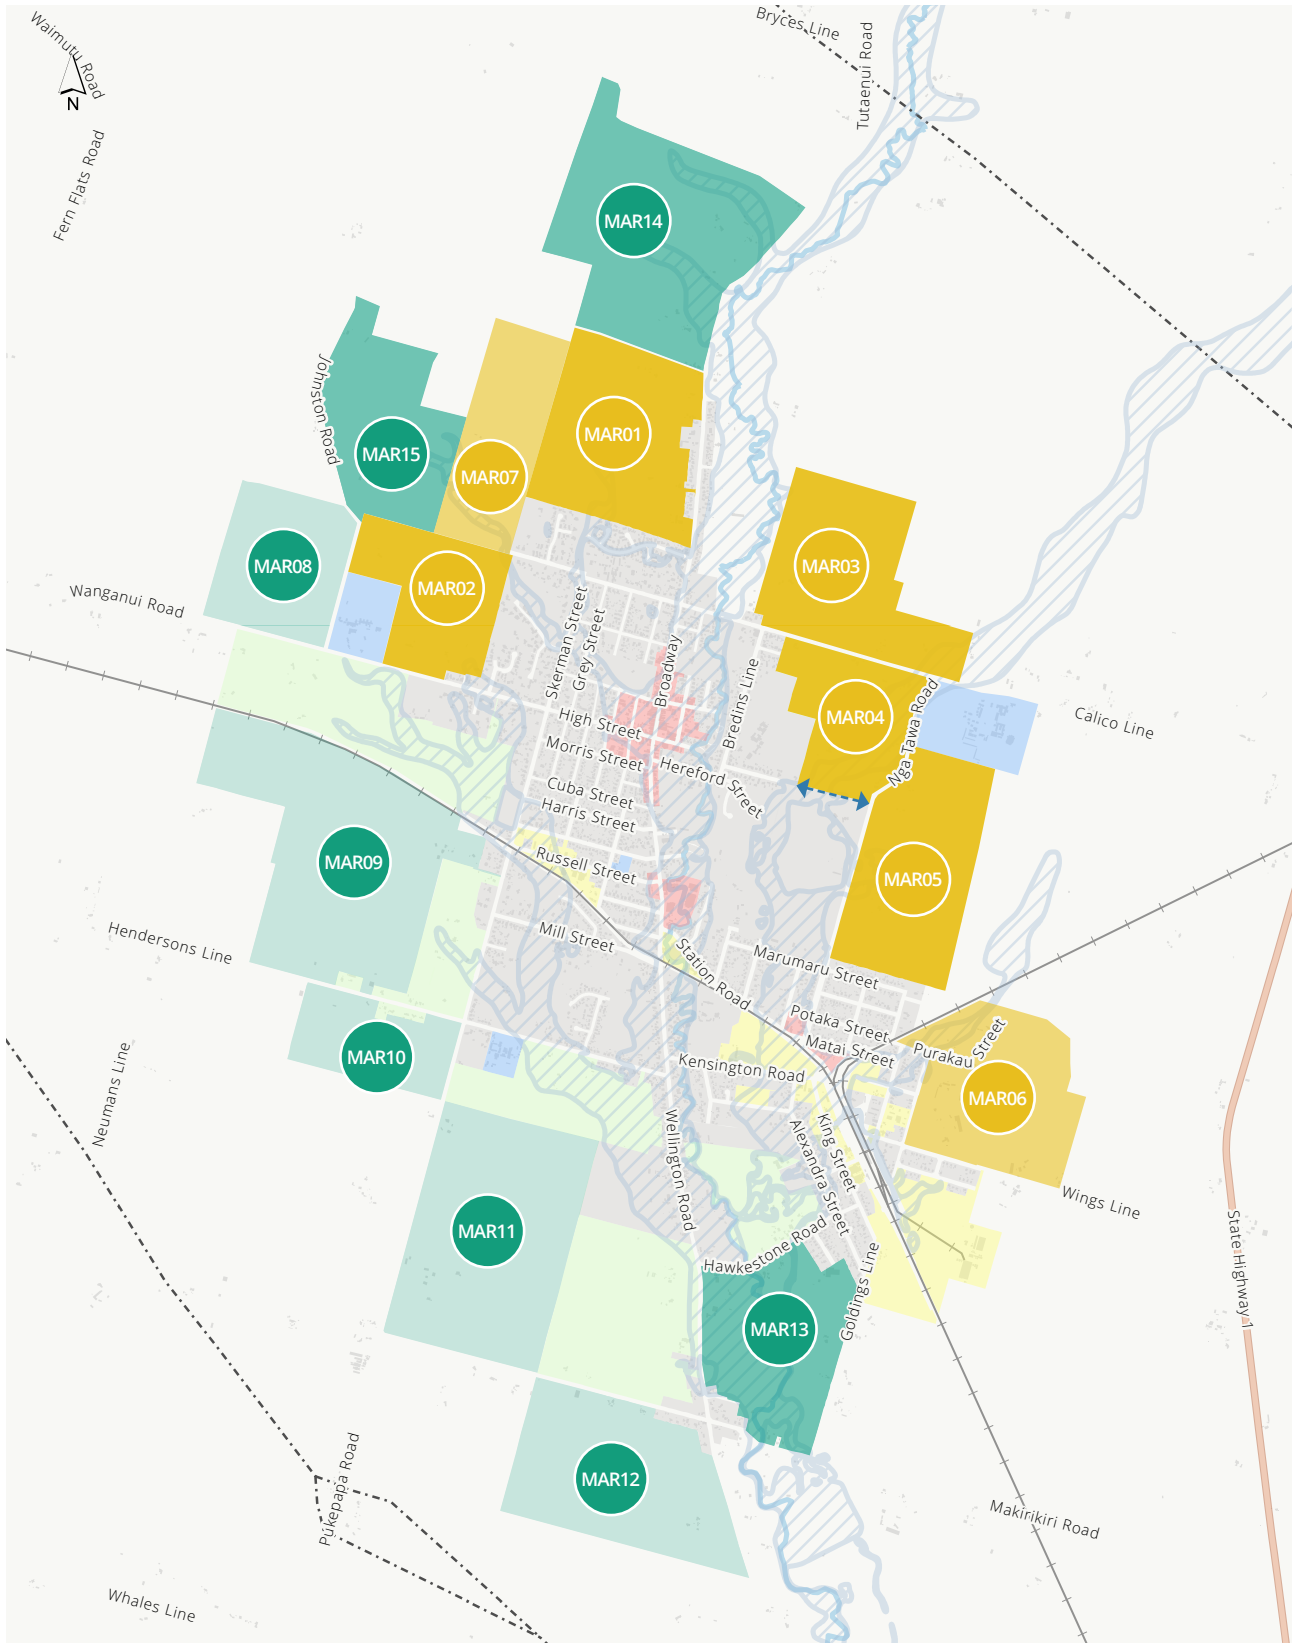 Bryces Line
Waimutu Road
Tutaenui Road
N
Fern Flats Road
MAR14
Johnston Road
MAR01
MAR15
MAR07
MAR08
MAR03
MAR02
Wanganui Road
Skerman Street
Grey Street
Broadway
Bredins Line
MAR04
Nga Tawa Road
Calico Line
High Street
Morris Street
Hereford Street
Cuba Street
Harris Street
MAR09
Russell Street
MAR05
Hendersons Line
Mill Street
Station Road
Marumaru Street
Potaka Street
Matai Street
Purakau Street
MAR10
Kensington Road
MAR06
Neumans Line
Wellington Road
King Street
Alexandra Street
Wings Line
MAR11
Hawkestone Road
Goldings Line
State Highway 1
MAR13
MAR12
Pukepapa Road
Makirikiri Road
Whales Line